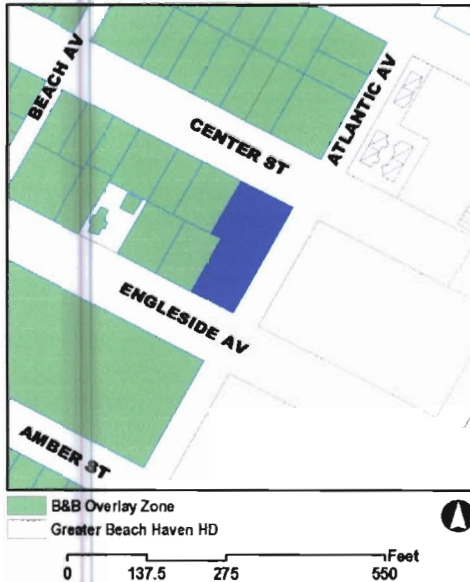 BEACH AV
ATLANTIC AV
CENTER ST
ENGLESIDE AV
AMBER ST
B&B Overlay Zone
Greater Beach Haven HD
Feet
0 137.5 275 550